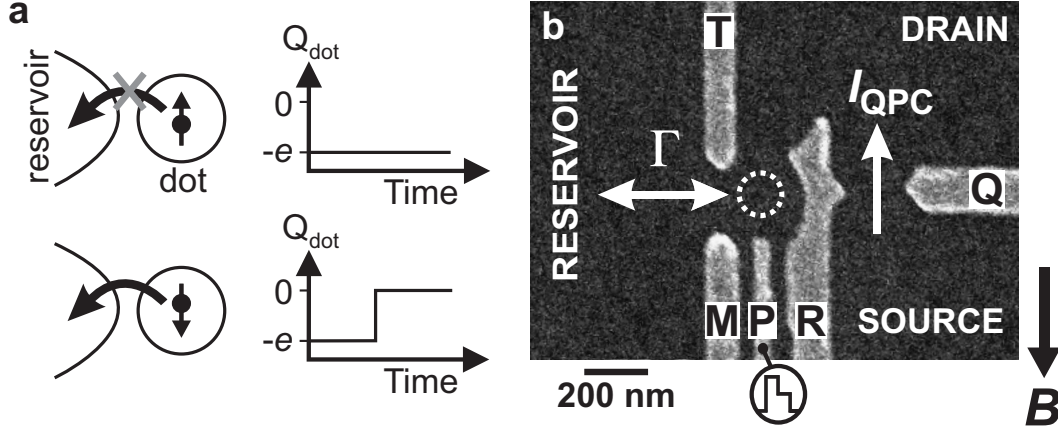 a
reservoir
dot
Q_dot
0
-e
Time
Q_dot
0
-e
Time
b
T
DRAIN
RESERVOIR
I_QPC
Γ
Q
M P R
SOURCE
200 nm
B